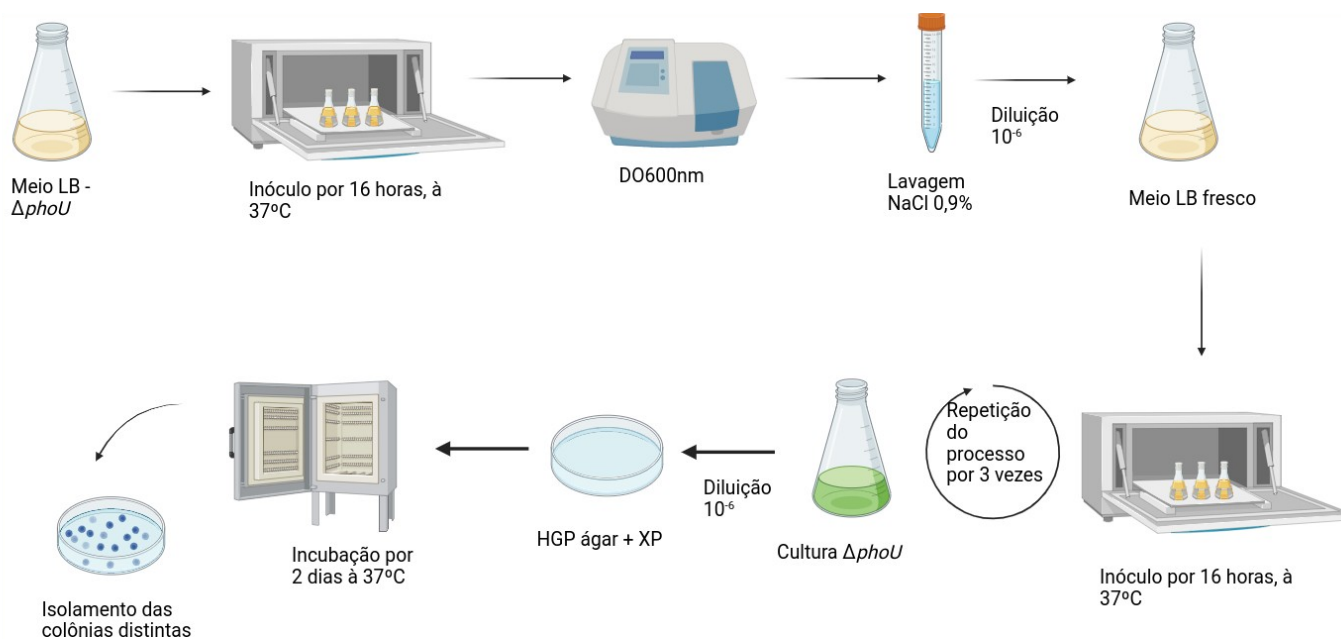 Meio LB -
ΔphoU
Inóculo por 16 horas, à
37ºC
DO600nm
Lavagem
NaCl 0,9%
Diluição
10⁻⁶
Meio LB fresco
Inóculo por 16 horas, à
37ºC
Repetição
do
processo
por 3 vezes
Cultura ΔphoU
Diluição
10⁻⁶
HGP ágar + XP
Incubação por
2 dias à 37ºC
Isolamento das
colônias distintas